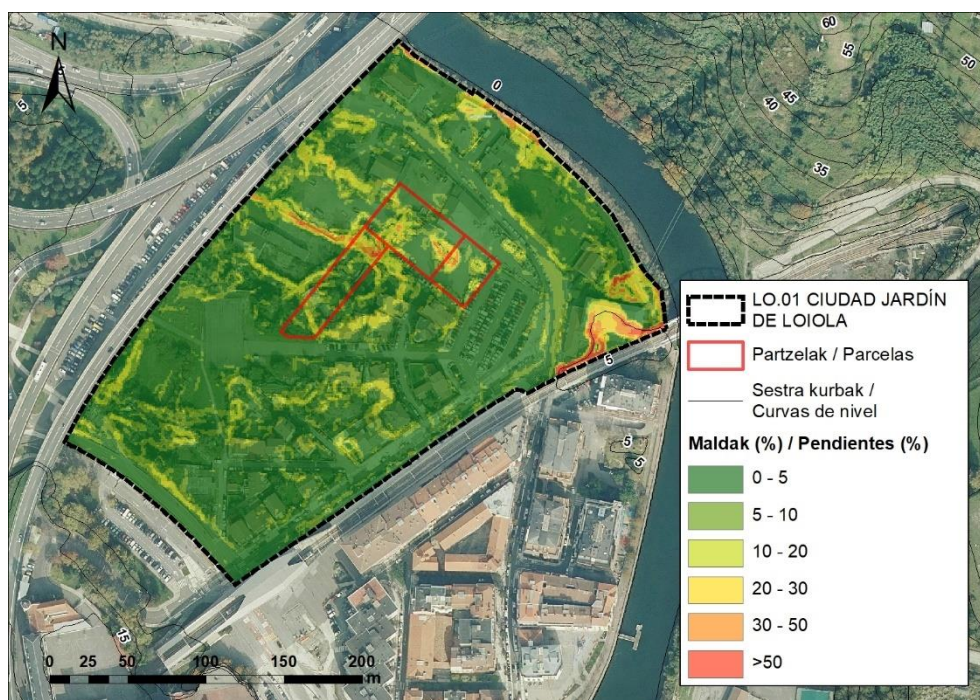 N
5
5
0
60
55
50
45
40
35
5
5
5
15
LO.01 CIUDAD JARDÍN
DE LOIOLA
Partzelak / Parcelas
Sestra kurbak /
Curvas de nivel
Maldak (%) / Pendientes (%)
0 - 5
5 - 10
10 - 20
20 - 30
30 - 50
>50
0 25 50 100 150 200
m